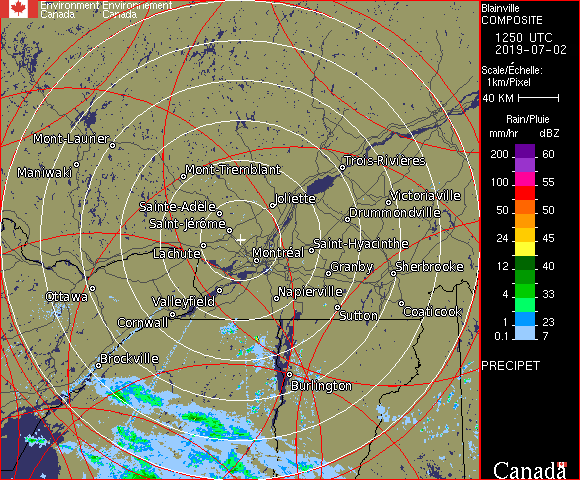 Environment Environnement
Canada Canada
Blainville
COMPOSITE
1250 UTC
2019-07-02
Scale/Échelle:
1km/Pixel
40 KM
Rain/Pluie
mm/hr dBZ
200 60
100 55
50 50
24 45
12 40
4 33
1 23
0.1 7
PRECIPET
Canada
Mont-Laurier
Maniwaki
Mont-Tremblant
Trois-Rivières
Sainte-Adèle
Joliette
Victoriaville
Saint-Jérôme
Drummondville
Lachute
Montréal
Saint-Hyacinthe
Granby
Sherbrooke
Ottawa
Valleyfield
Napierville
Cornwall
Sutton
Coaticook
Brockville
Burlington